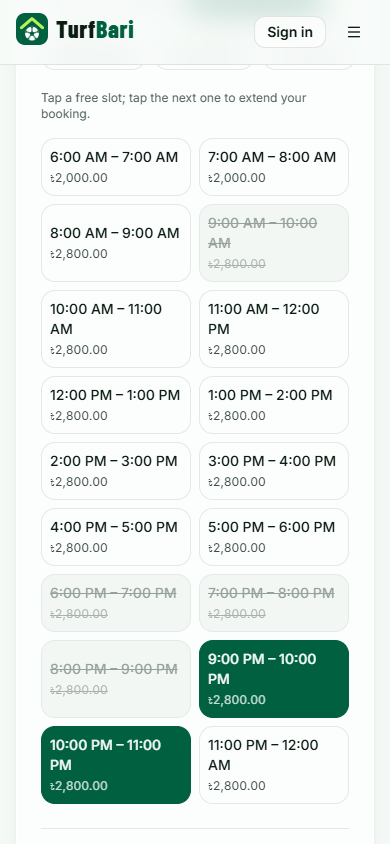 TurfBari
Sign in
Tap a free slot; tap the next one to extend your
booking.
6:00 AM – 7:00 AM
৳2,000.00
7:00 AM – 8:00 AM
৳2,000.00
8:00 AM – 9:00 AM
৳2,800.00
9:00 AM – 10:00
AM
৳2,800.00
10:00 AM – 11:00
AM
৳2,800.00
11:00 AM – 12:00
PM
৳2,800.00
12:00 PM – 1:00 PM
৳2,800.00
1:00 PM – 2:00 PM
৳2,800.00
2:00 PM – 3:00 PM
৳2,800.00
3:00 PM – 4:00 PM
৳2,800.00
4:00 PM – 5:00 PM
৳2,800.00
5:00 PM – 6:00 PM
৳2,800.00
6:00 PM – 7:00 PM
৳2,800.00
7:00 PM – 8:00 PM
৳2,800.00
8:00 PM – 9:00 PM
৳2,800.00
9:00 PM – 10:00
PM
৳2,800.00
10:00 PM – 11:00
PM
৳2,800.00
11:00 PM – 12:00
AM
৳2,800.00